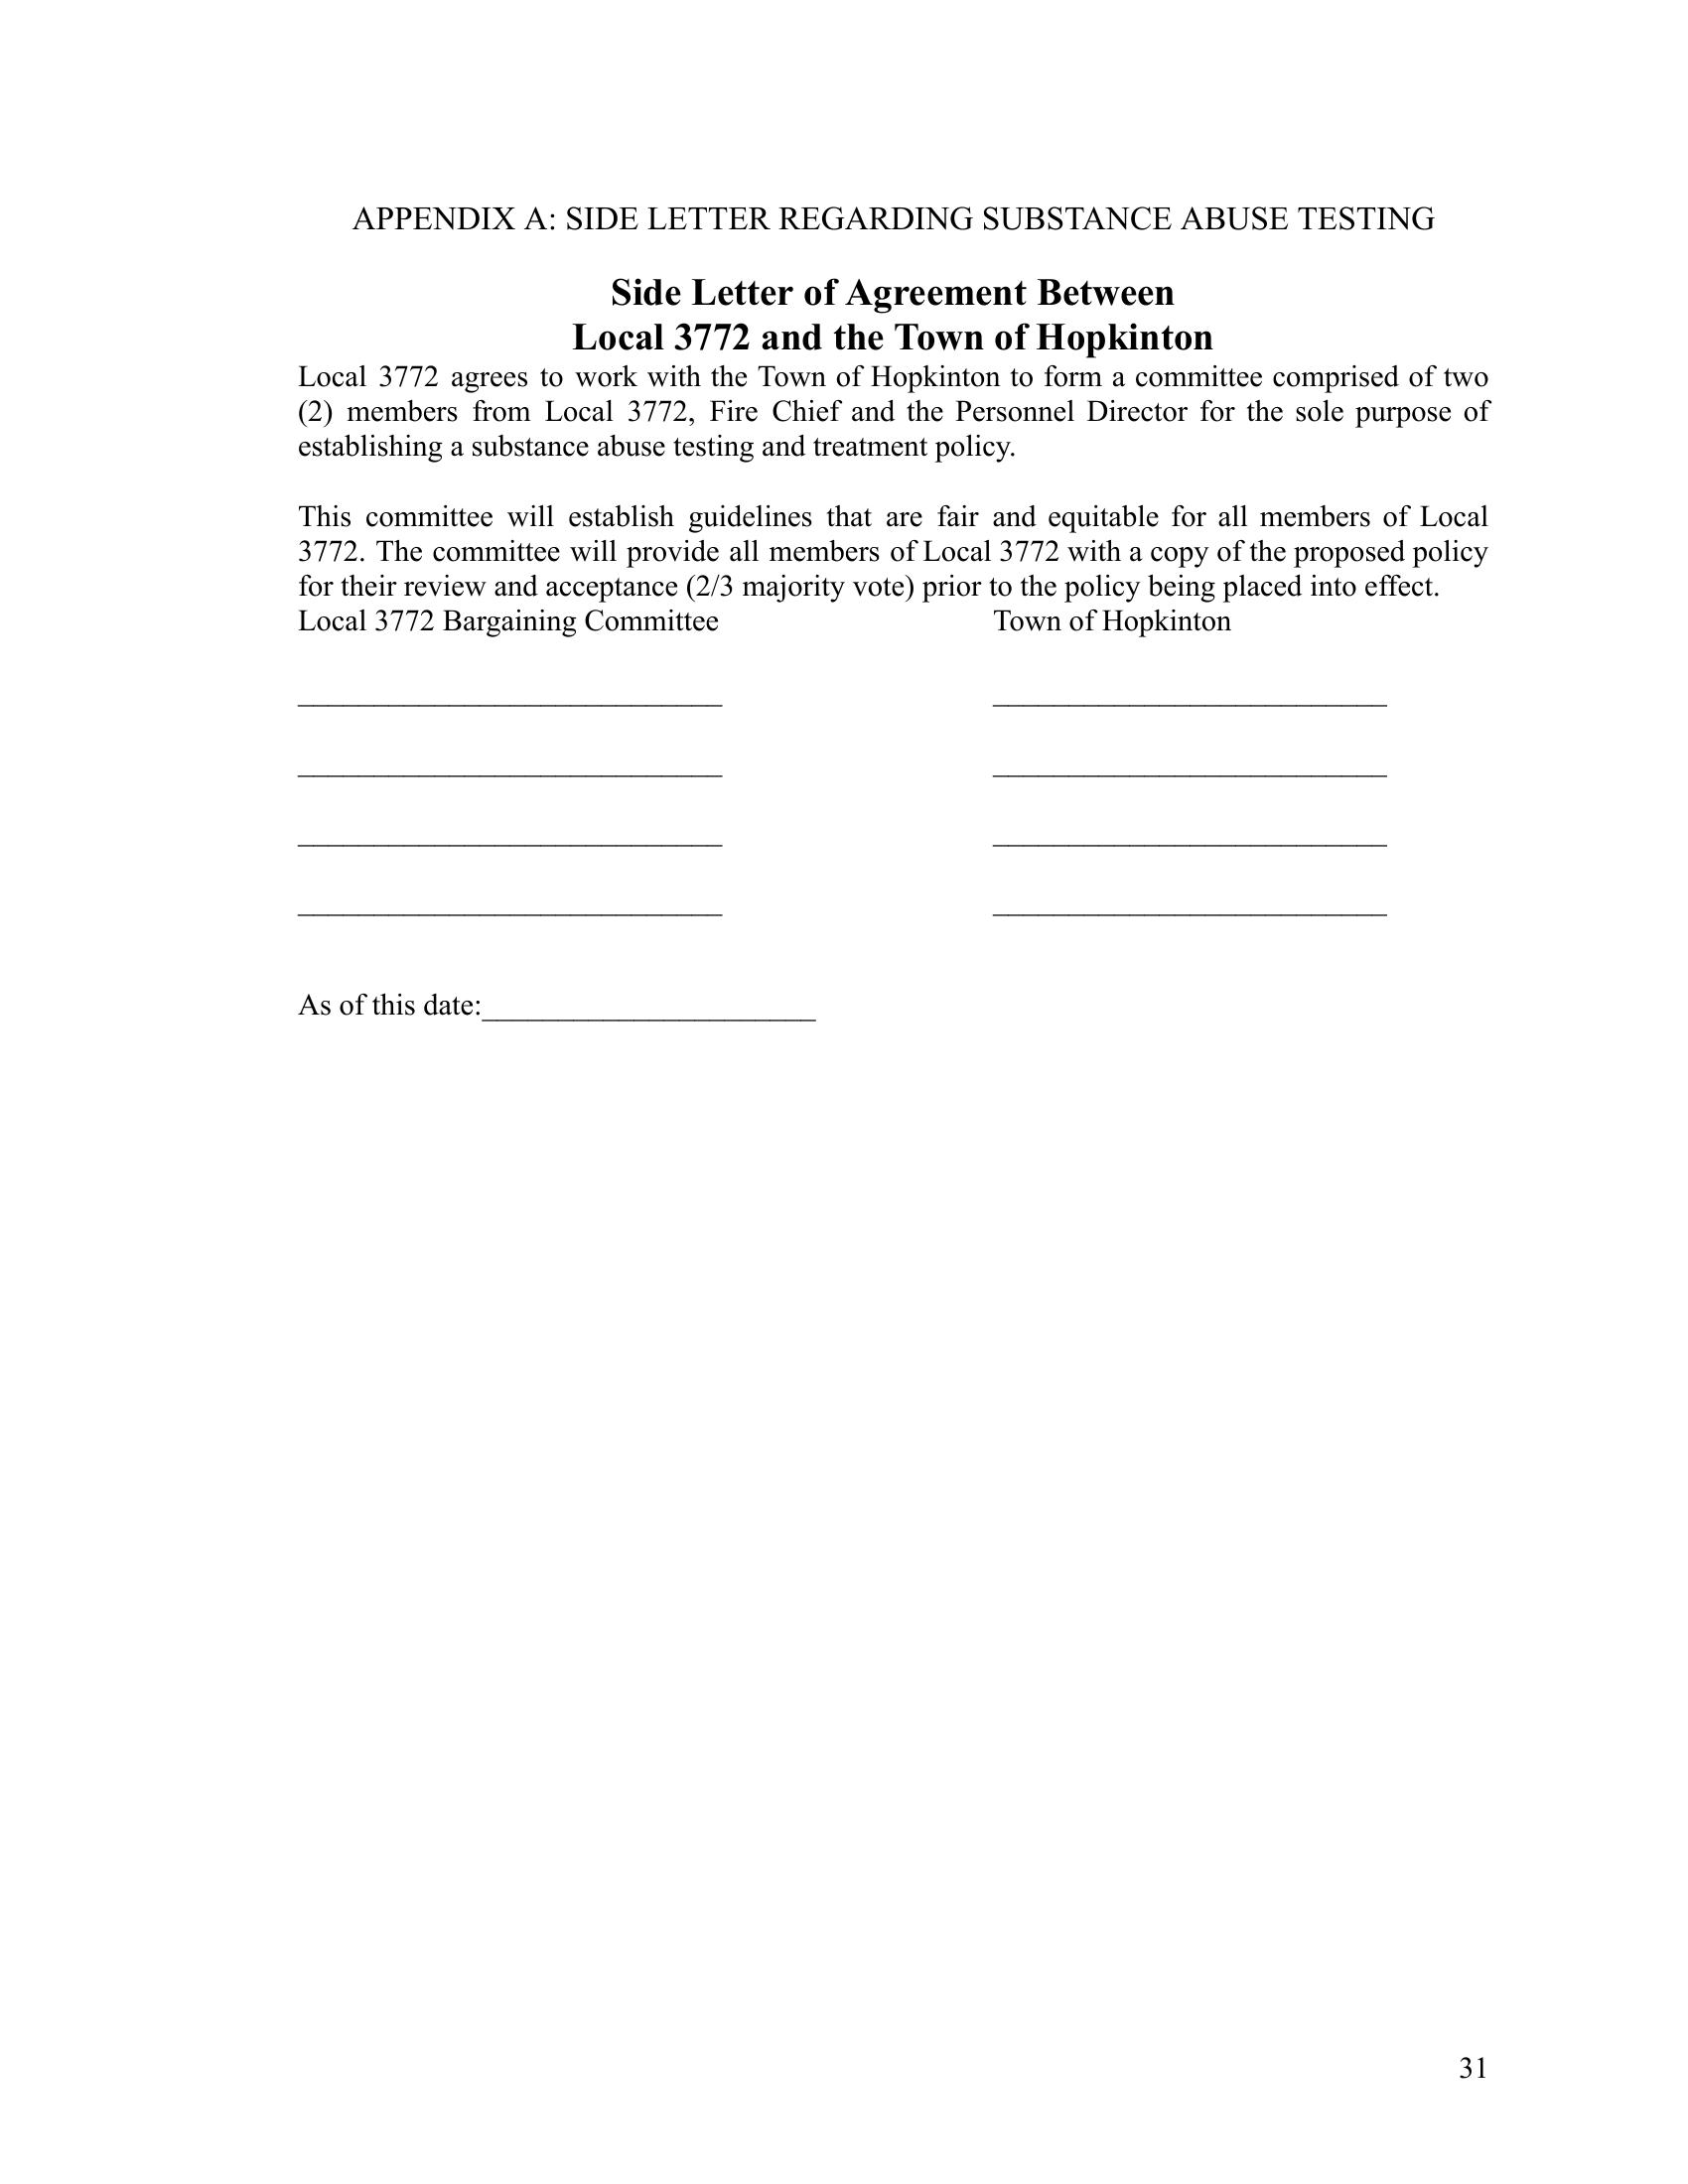 APPENDIX A: SIDE LETTER REGARDING SUBSTANCE ABUSE TESTING
Side Letter of Agreement Between
Local 3772 and the Town of Hopkinton
Local 3772 agrees to work with the Town of Hopkinton to form a committee comprised of two
(2) members from Local 3772, Fire Chief and the Personnel Director for the sole purpose of
establishing a substance abuse testing and treatment policy.
This committee will establish guidelines that are fair and equitable for all members of Local
3772. The committee will provide all members of Local 3772 with a copy of the proposed policy
for their review and acceptance (2/3 majority vote) prior to the policy being placed into effect.
Local 3772 Bargaining Committee Town of Hopkinton
____________________________ __________________________
____________________________ __________________________
____________________________ __________________________
____________________________ __________________________
As of this date:______________________
31